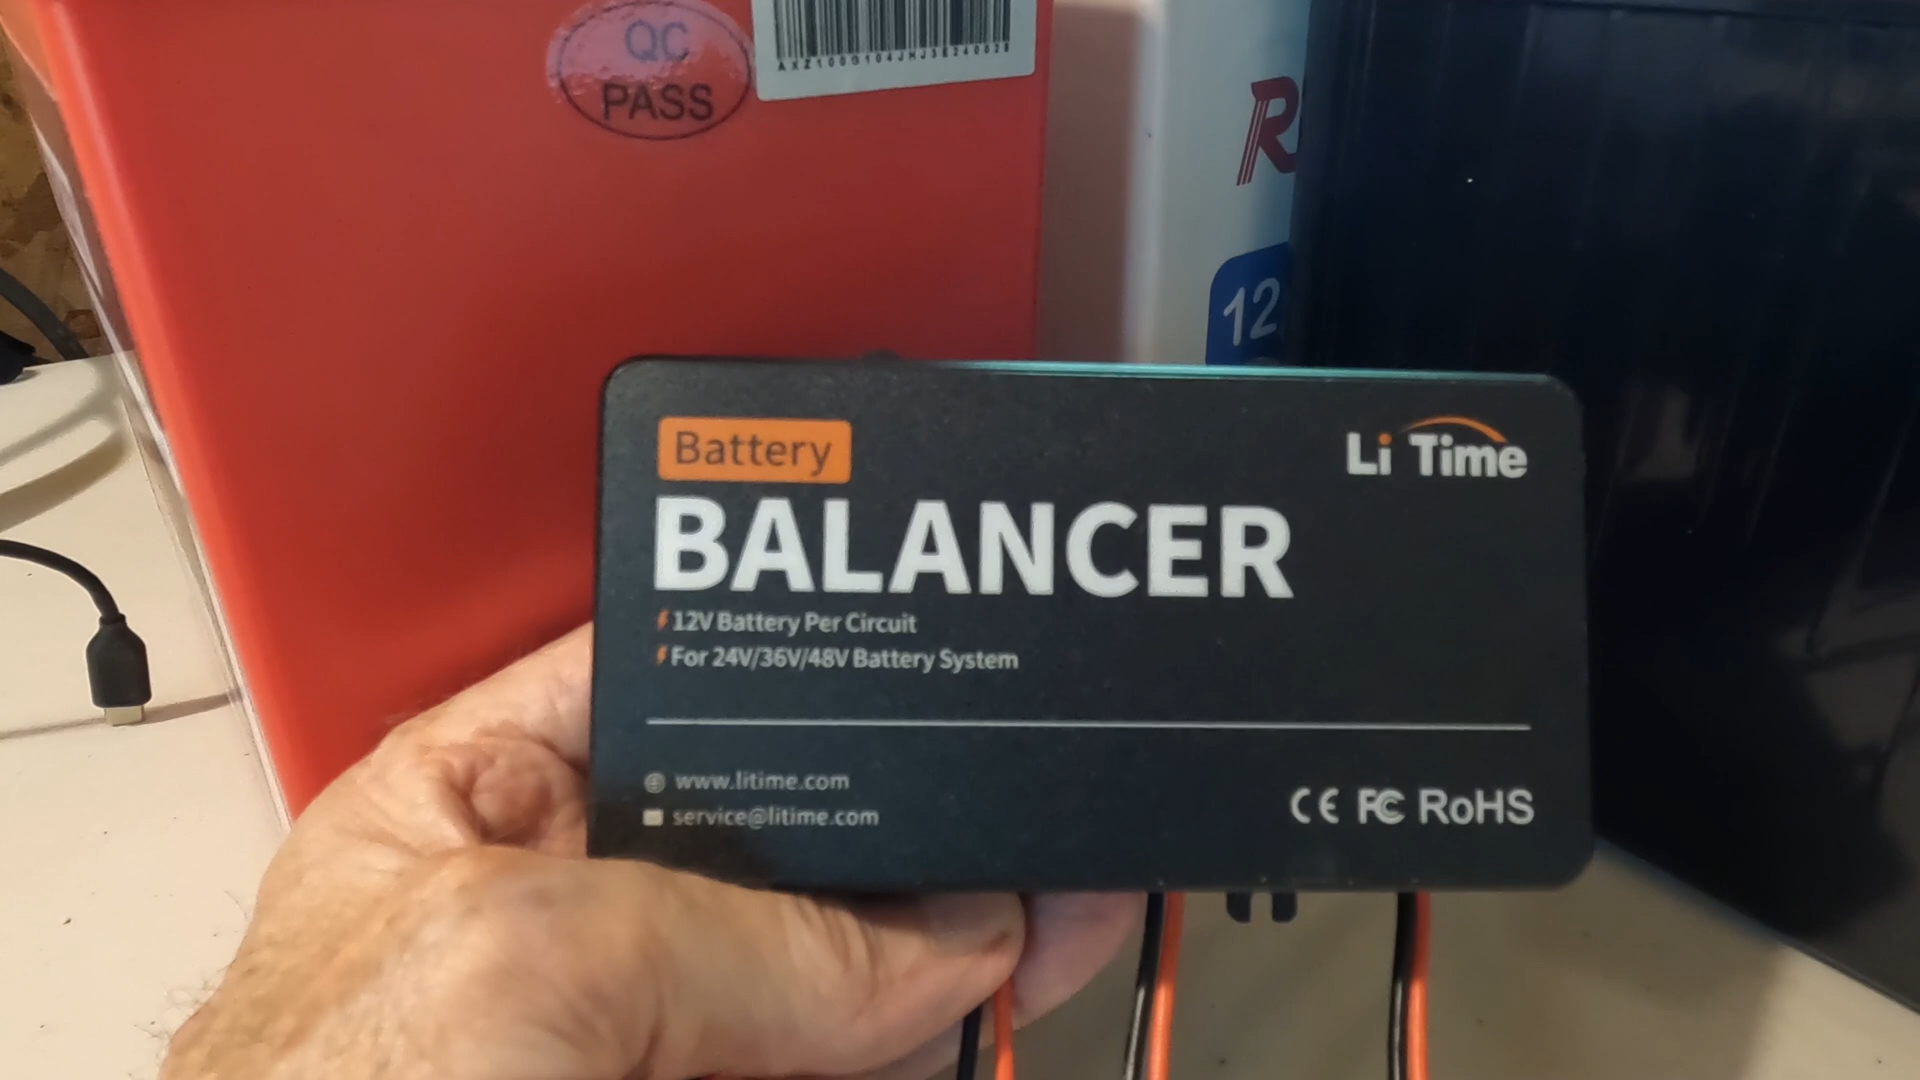 QC
PASS
AXZ100G104JHJ3E240028
R
12
Battery
Li Time
BALANCER
12V Battery Per Circuit
For 24V/36V/48V Battery System
www.litime.com
service@litime.com
CE FC RoHS